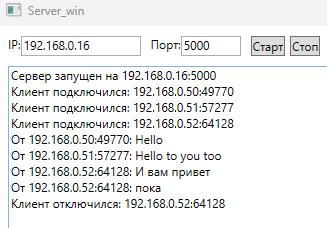 Server_win
IP: 192.168.0.16 Порт: 5000 Старт Стоп
Сервер запущен на 192.168.0.16:5000
Клиент подключился: 192.168.0.50:49770
Клиент подключился: 192.168.0.51:57277
Клиент подключился: 192.168.0.52:64128
От 192.168.0.50:49770: Hello
От 192.168.0.51:57277: Hello to you too
От 192.168.0.52:64128: И вам привет
От 192.168.0.52:64128: пока
Клиент отключился: 192.168.0.52:64128